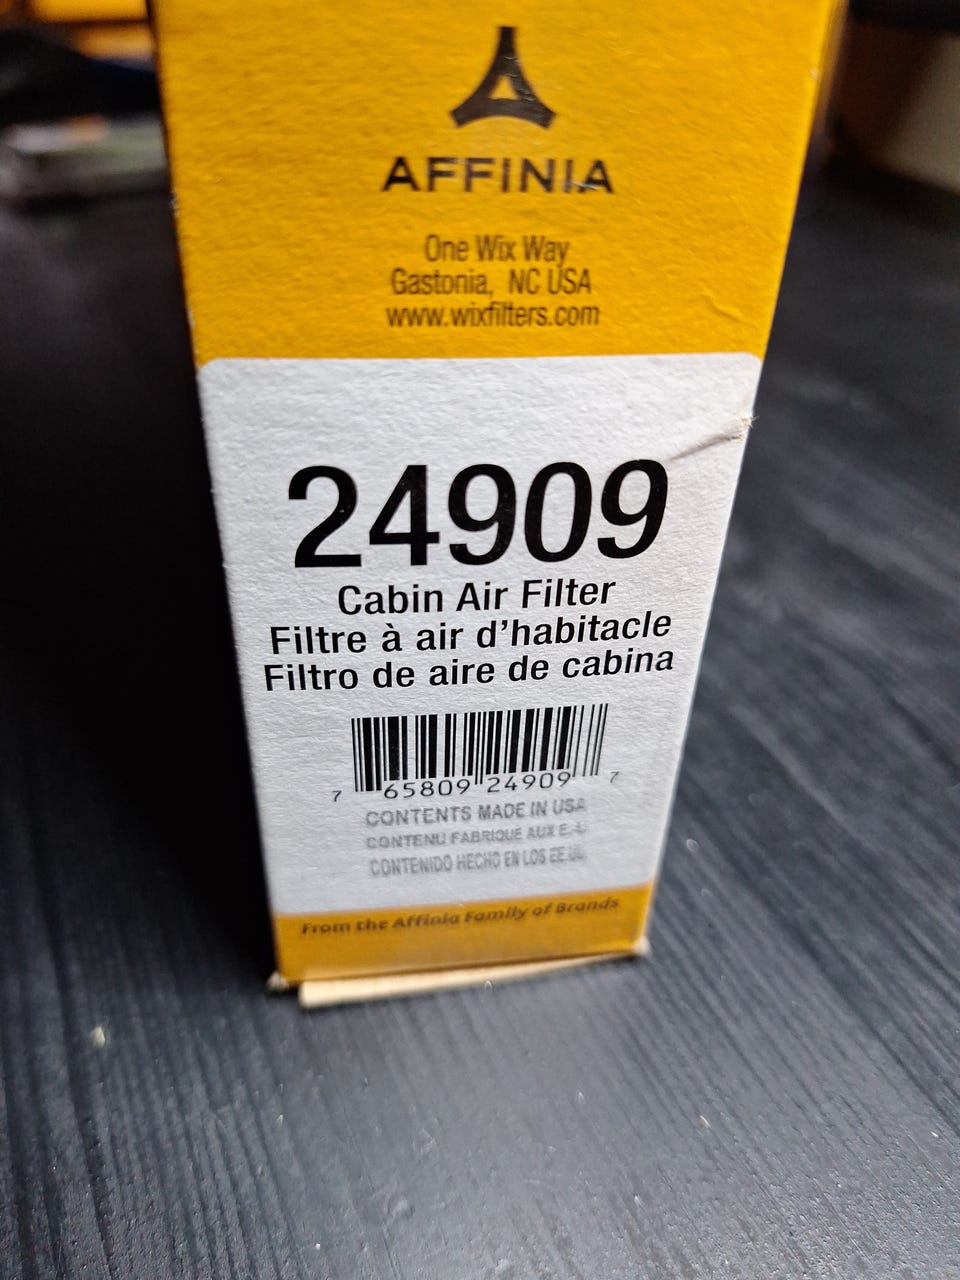 AFFINIA
One Wix Way
Gastonia, NC USA
www.wixfilters.com
24909
Cabin Air Filter
Filtre à air d'habitacle
Filtro de aire de cabina
7 65809 24909 7
CONTENTS MADE IN USA
CONTENU FABRIQUE AUX E.-U.
CONTENIDO HECHO EN LOS EE.UU.
From the Affinia Family of Brands